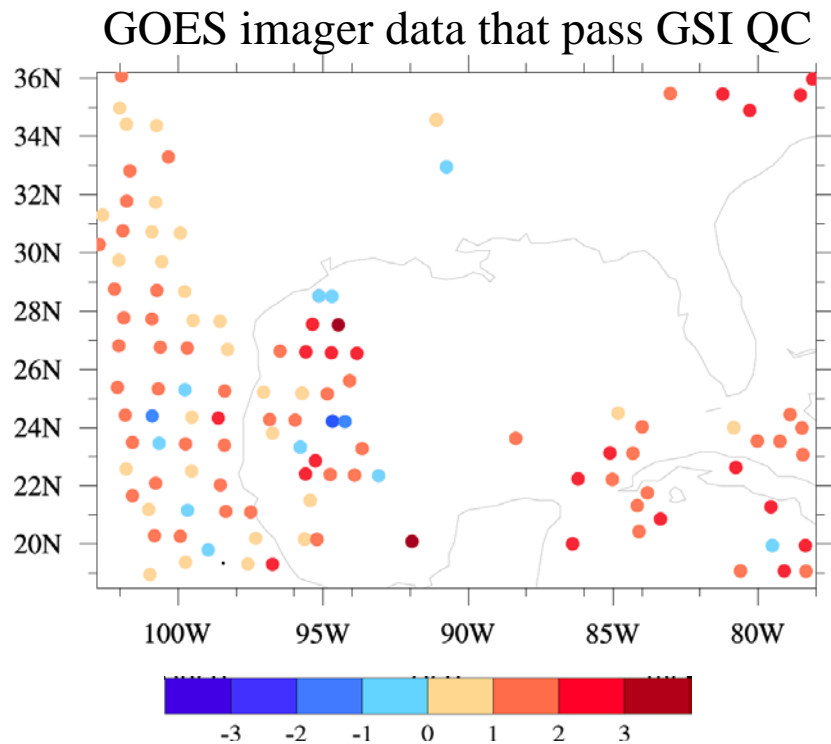 GOES imager data that pass GSI QC
36N
34N
32N
30N
28N
26N
24N
22N
20N
100W 95W 90W 85W 80W
-3 -2 -1 0 1 2 3